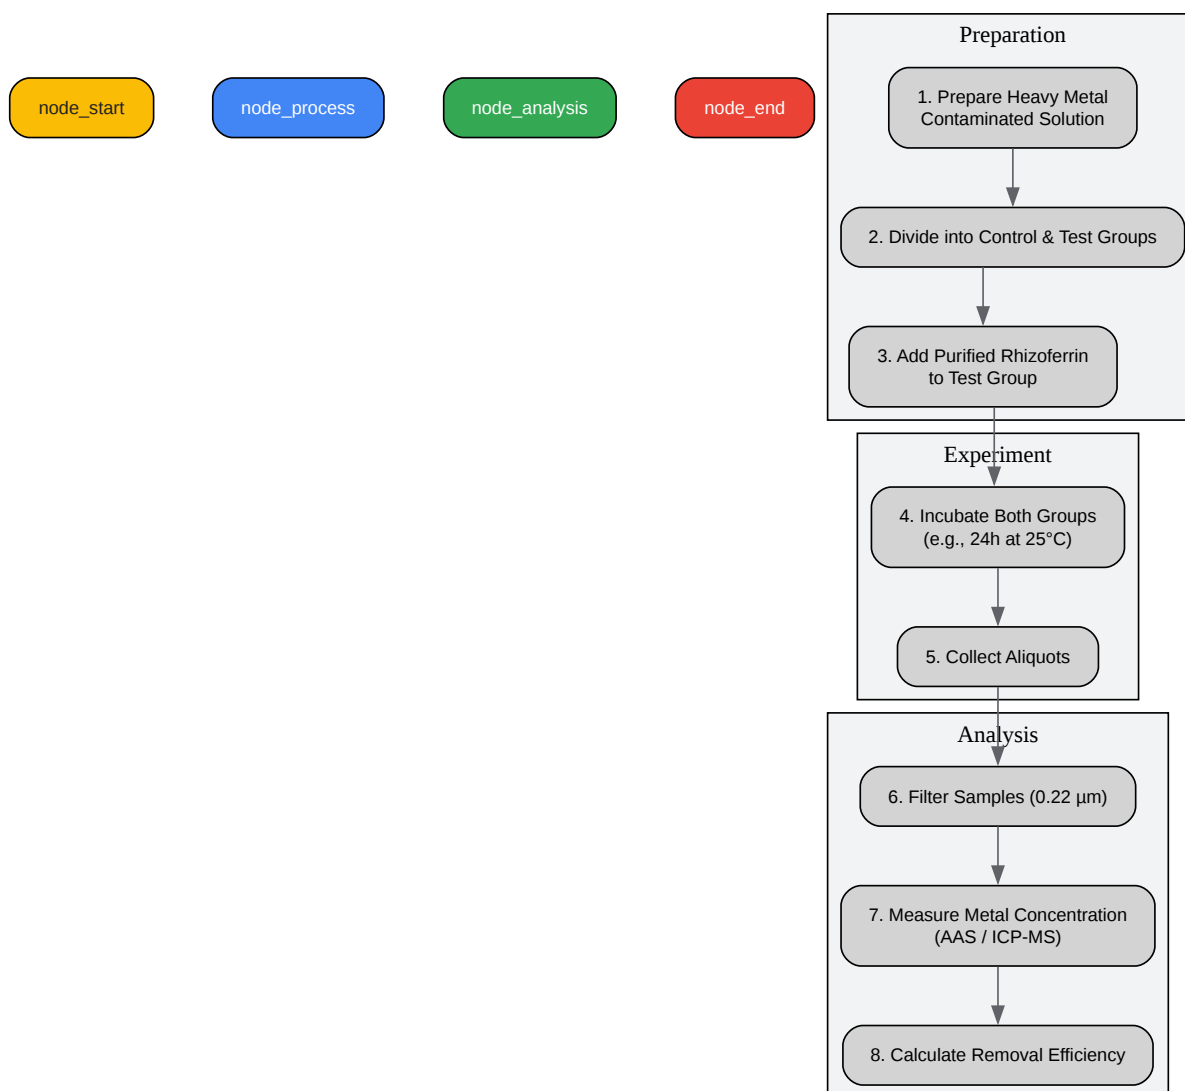 node_start
node_process
node_analysis
node_end
Preparation
1. Prepare Heavy Metal
Contaminated Solution
2. Divide into Control & Test Groups
3. Add Purified Rhizoferrin
to Test Group
Experiment
4. Incubate Both Groups
(e.g., 24h at 25°C)
5. Collect Aliquots
Analysis
6. Filter Samples (0.22 µm)
7. Measure Metal Concentration
(AAS / ICP-MS)
8. Calculate Removal Efficiency